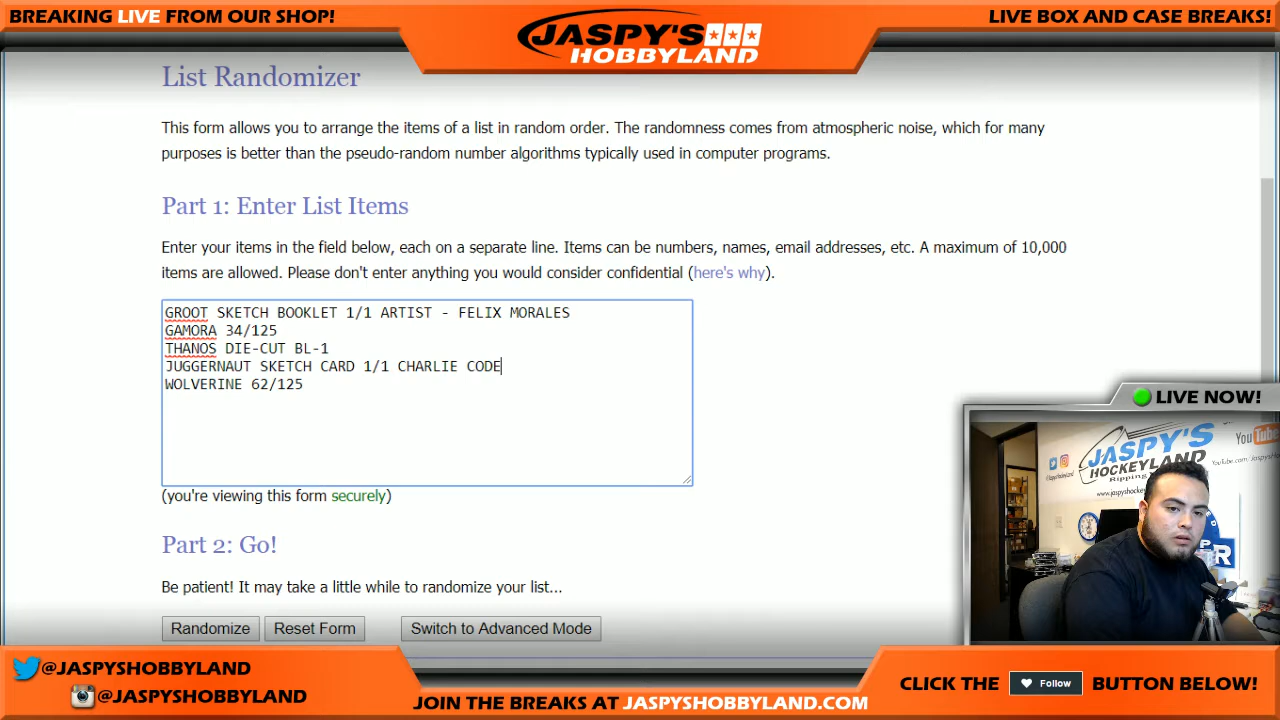 BREAKING LIVE FROM OUR SHOP!
JASPY'S
HOBBYLAND
LIVE BOX AND CASE BREAKS!
List Randomizer
This form allows you to arrange the items of a list in random order. The randomness comes from atmospheric noise, which for many
purposes is better than the pseudo-random number algorithms typically used in computer programs.
Part 1: Enter List Items
Enter your items in the field below, each on a separate line. Items can be numbers, names, email addresses, etc. A maximum of 10,000
items are allowed. Please don't enter anything you would consider confidential (here's why).
GROOT SKETCH BOOKLET 1/1 ARTIST - FELIX MORALES
GAMORA 34/125
THANOS DIE-CUT BL-1
JUGGERNAUT SKETCH CARD 1/1 CHARLIE CODE
WOLVERINE 62/125
(you're viewing this form securely)
Part 2: Go!
Be patient! It may take a little while to randomize your list...
Randomize
Reset Form
Switch to Advanced Mode
LIVE NOW!
JASPY'S
HOCKEYLAND
You Tube
@JASPYSHOBBYLAND
@JASPYSHOBBYLAND
JOIN THE BREAKS AT JASPYSHOBBYLAND.COM
CLICK THE Follow BUTTON BELOW!